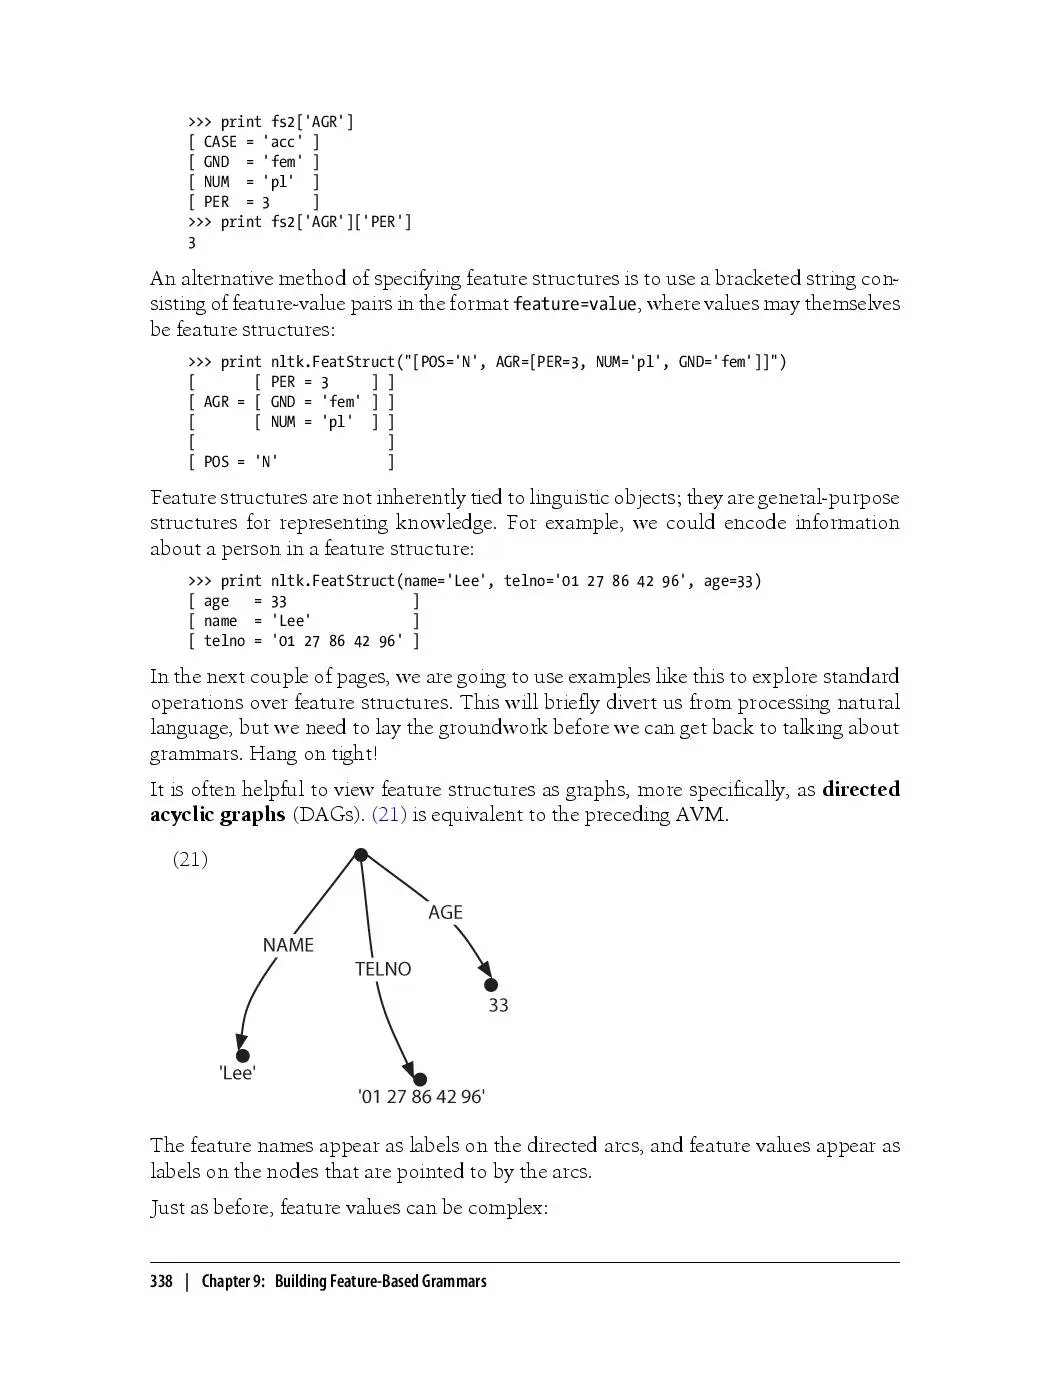 >>> print fs2['AGR']
[ CASE = 'acc' ]
[ GND  = 'fem' ]
[ NUM  = 'pl'  ]
[ PER  = 3     ]
>>> print fs2['AGR']['PER']
3
An alternative method of specifying feature structures is to use a bracketed string con-
sisting of feature-value pairs in the format feature=value, where values may themselves
be feature structures:
>>> print nltk.FeatStruct("[POS='N', AGR=[PER=3, NUM='pl', GND='fem']]")
[       [ PER = 3     ] ]
[ AGR = [ GND = 'fem' ] ]
[       [ NUM = 'pl'  ] ]
[                       ]
[ POS = 'N'             ]
Feature structures are not inherently tied to linguistic objects; they are general-purpose
structures for representing knowledge. For example, we could encode information
about a person in a feature structure:
>>> print nltk.FeatStruct(name='Lee', telno='01 27 86 42 96', age=33)
[ age   = 33               ]
[ name  = 'Lee'            ]
[ telno = '01 27 86 42 96' ]
In the next couple of pages, we are going to use examples like this to explore standard
operations over feature structures. This will briefly divert us from processing natural
language, but we need to lay the groundwork before we can get back to talking about
grammars. Hang on tight!
It is often helpful to view feature structures as graphs, more specifically, as directed
acyclic graphs (DAGs). (21) is equivalent to the preceding AVM.
(21)
AGE
NAME
TELNO
33
'Lee'
'01 27 86 42 96'
The feature names appear as labels on the directed arcs, and feature values appear as
labels on the nodes that are pointed to by the arcs.
Just as before, feature values can be complex:
338 | Chapter 9: Building Feature-Based Grammars